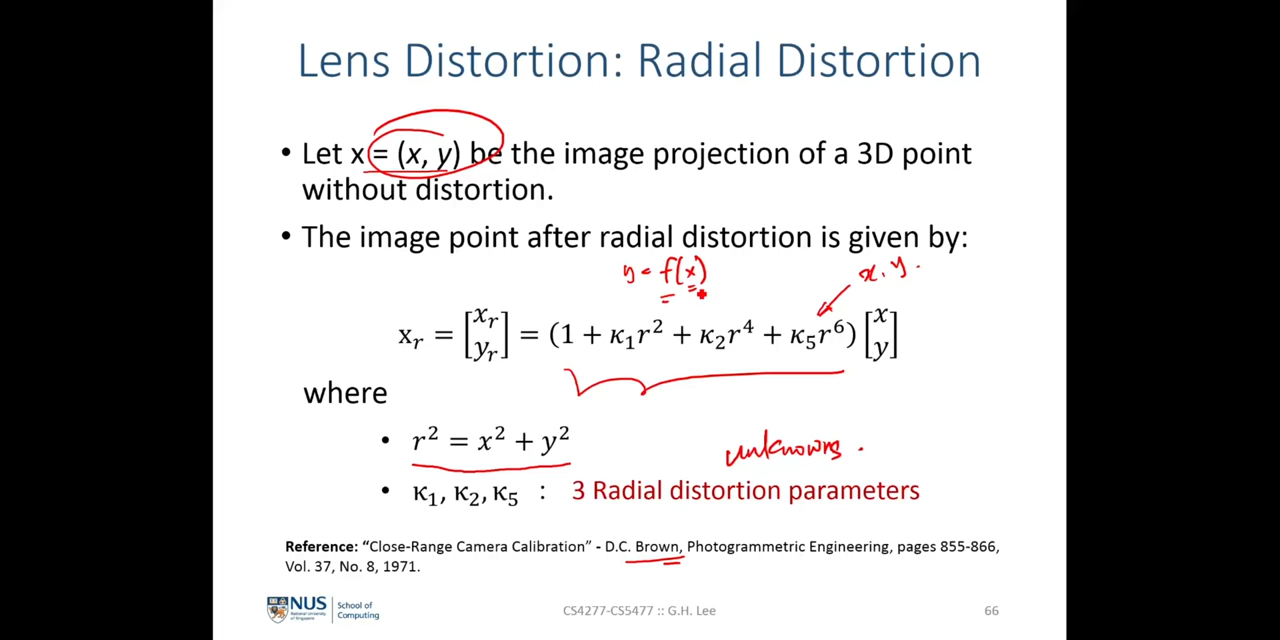 Lens Distortion: Radial Distortion
• Let x = (x, y) be the image projection of a 3D point
without distortion.
• The image point after radial distortion is given by:
y = f(x)
x, y.
x_r = [x_r y_r] = (1 + κ₁r² + κ₂r⁴ + κ₅r⁶) [x y]
where
• r² = x² + y²
unknowns.
• κ₁, κ₂, κ₅ : 3 Radial distortion parameters
Reference: “Close-Range Camera Calibration” - D.C. Brown, Photogrammetric Engineering, pages 855-866,
Vol. 37, No. 8, 1971.
NUS
National University
of Singapore
School of
Computing
CS4277-CS5477 :: G.H. Lee
66